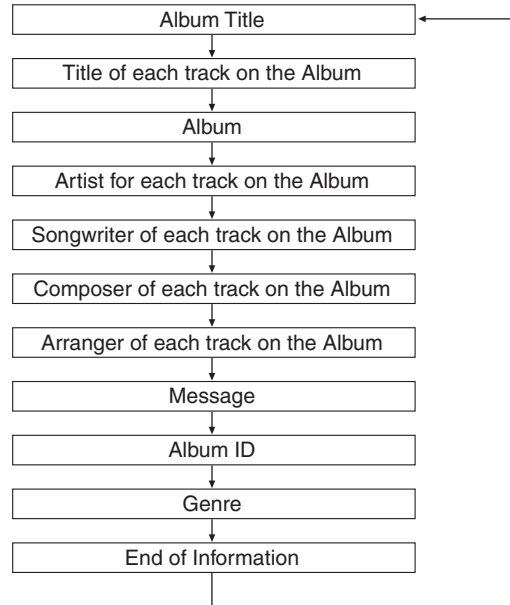 Album Title
Title of each track on the Album
Album
Artist for each track on the Album
Songwriter of each track on the Album
Composer of each track on the Album
Arranger of each track on the Album
Message
Album ID
Genre
End of Information